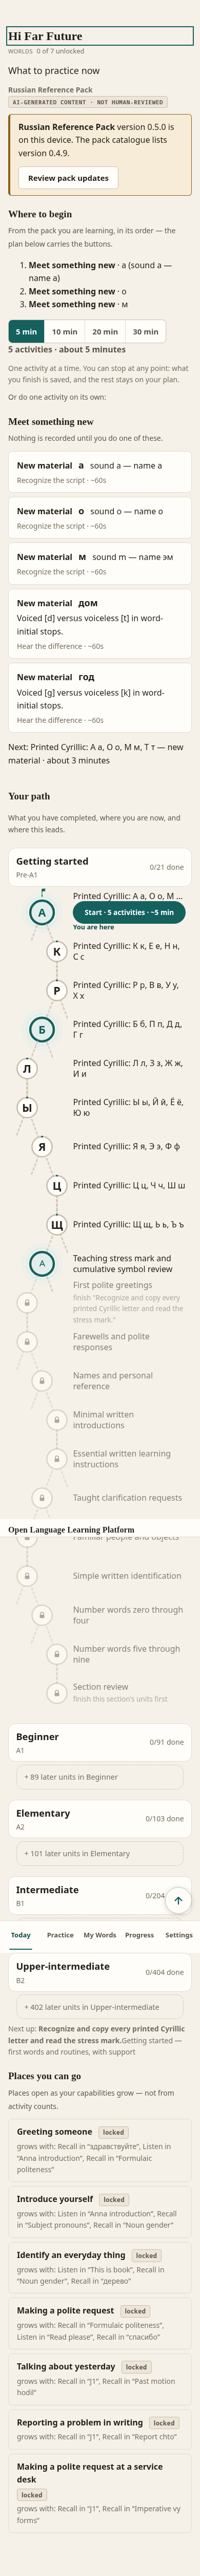 Hi Far Future
WORLDS 0 of 7 unlocked
What to practice now
Russian Reference Pack
AI-GENERATED CONTENT · NOT HUMAN-REVIEWED
Russian Reference Pack version 0.5.0 is
on this device. The pack catalogue lists
version 0.4.9.
Review pack updates
Where to begin
From the pack you are learning, in its order — the
plan below carries the buttons.
1. Meet something new · а (sound a —
name а)
2. Meet something new · о
3. Meet something new · м
5 min
10 min
20 min
30 min
5 activities · about 5 minutes
One activity at a time. You can stop at any point: what
you finish is saved, and the rest stays on your plan.
Or do one activity on its own:
Meet something new
Nothing is recorded until you do one of these.
New material а sound a — name а
Recognize the script · ~60s
New material о sound o — name о
Recognize the script · ~60s
New material м sound m — name эм
Recognize the script · ~60s
New material дом
Voiced [d] versus voiceless [t] in word-
initial stops.
Hear the difference · ~60s
New material год
Voiced [g] versus voiceless [k] in word-
initial stops.
Hear the difference · ~60s
Next: Printed Cyrillic: А а, О о, М м, Т т — new
material · about 3 minutes
Your path
What you have completed, where you are now, and
where this leads.
Getting started
0/21 done
Pre-A1
Printed Cyrillic: А а, О о, М ...
А
Start · 5 activities · ~5 min
You are here
К
Printed Cyrillic: К к, Е е, Н н,
С с
Р
Printed Cyrillic: Р р, В в, У у,
Х х
Б
Printed Cyrillic: Б б, П п, Д д,
Г г
Л
Printed Cyrillic: Л л, З з, Ж ж,
И и
Ы
Printed Cyrillic: Ы ы, Й й, Ё ё,
Ю ю
Я
Printed Cyrillic: Я я, Э э, Ф ф
Ц
Printed Cyrillic: Ц ц, Ч ч, Ш ш
Щ
Printed Cyrillic: Щ щ, Ь ь, Ъ ъ
А
Teaching stress mark and
cumulative symbol review
First polite greetings
finish "Recognize and copy every
printed Cyrillic letter and read the
stress mark."
Farewells and polite
responses
Names and personal
reference
Minimal written
introductions
Essential written learning
instructions
Taught clarification requests
Open Language Learning Platform
Familiar people and objects
Simple written identification
Number words zero through
four
Number words five through
nine
Section review
finish this section's units first
Beginner
0/91 done
A1
+ 89 later units in Beginner
Elementary
0/103 done
A2
+ 101 later units in Elementary
Intermediate
0/204
B1
Today
Practice
My Words
Progress
Settings
Upper-intermediate
0/404 done
B2
+ 402 later units in Upper-intermediate
Next up: Recognize and copy every printed Cyrillic
letter and read the stress mark.Getting started —
first words and routines, with support
Places you can go
Places open as your capabilities grow — not from
activity counts.
Greeting someone locked
grows with: Recall in “здравствуйте”, Listen in
“Anna introduction”, Recall in “Formulaic
politeness”
Introduce yourself locked
grows with: Listen in “Anna introduction”, Recall
in “Subject pronouns”, Recall in “Noun gender”
Identify an everyday thing locked
grows with: Listen in “This is book”, Recall in
“Noun gender”, Recall in “дерево”
Making a polite request locked
grows with: Recall in “Formulaic politeness”,
Listen in “Read please”, Recall in “спасибо”
Talking about yesterday locked
grows with: Recall in “J1”, Recall in “Past motion
hodil”
Reporting a problem in writing locked
grows with: Recall in “J1”, Recall in “Report chto”
Making a polite request at a service
desk
locked
grows with: Recall in “J1”, Recall in “Imperative vy
forms”